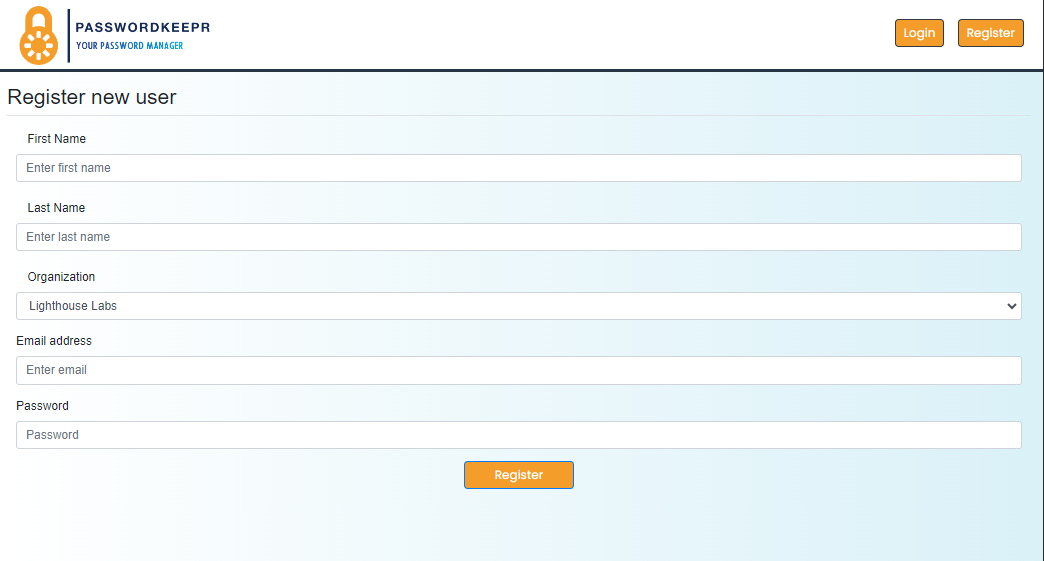 PASSWORDKEEPR
YOUR PASSWORD MANAGER
Login Register
Register new user
First Name
Enter first name
Last Name
Enter last name
Organization
Lighthouse Labs
Email address
Enter email
Password
Password
Register